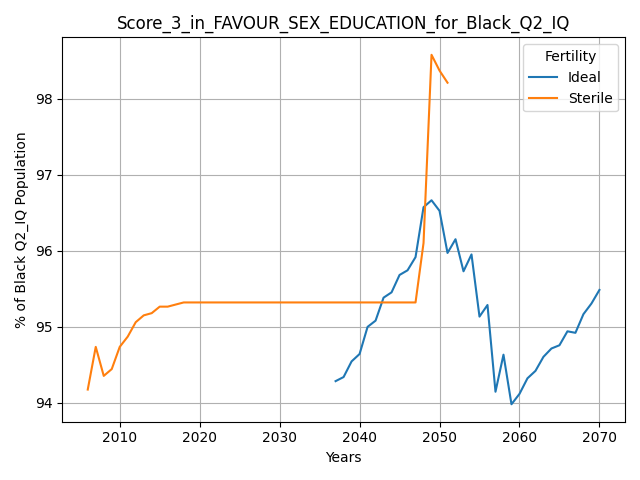 Score_3_in_FAVOUR_SEX_EDUCATION_for_Black_Q2_IQ
Fertility
Ideal
Sterile
98
97
96
95
94
% of Black Q2_IQ Population
2010 2020 2030 2040 2050 2060 2070
Years